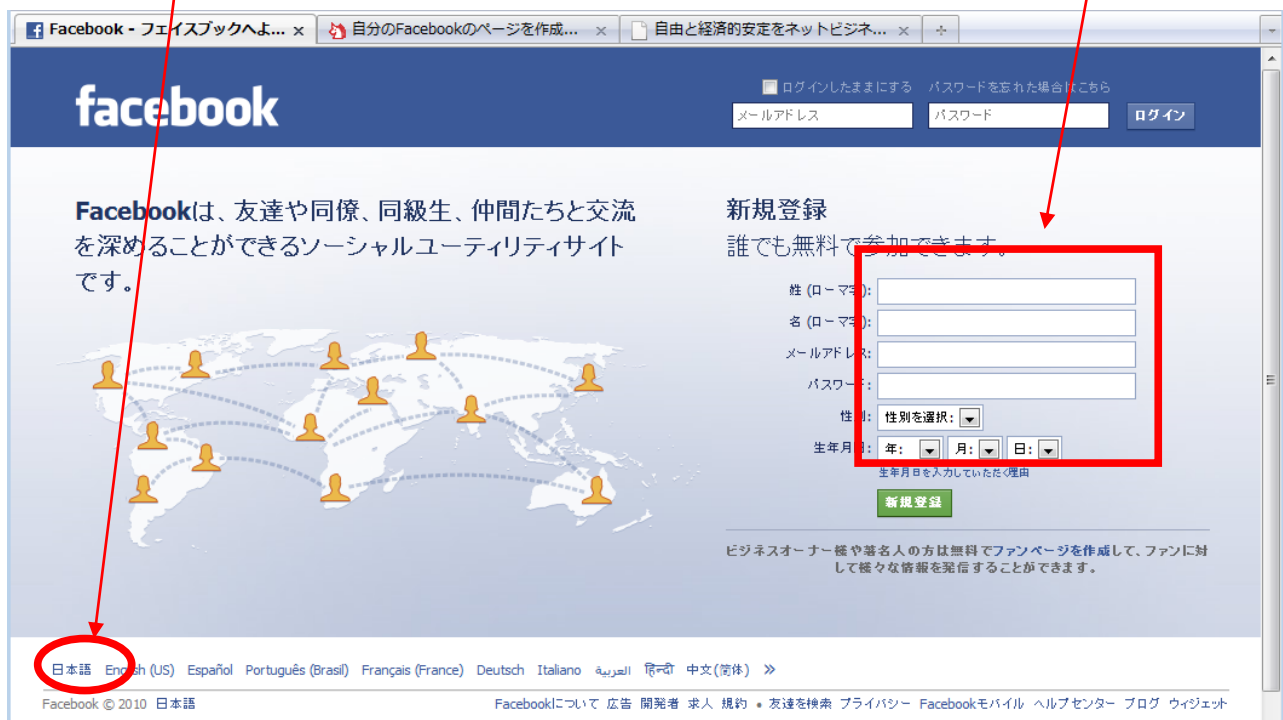 Facebook - フェイスブックへよ...
自分のFacebookのページを作成...
自由と経済的安定をネットビジネ...
facebook
ログインしたままにする
パスワードを忘れた場合はこちら
メールアドレス
パスワード
ログイン
Facebookは、友達や同僚、同級生、仲間たちと交流
を深めることができるソーシャルユーティリティサイト
です。
新規登録
誰でも無料で参加できます。
姓 (ローマ字):
名 (ローマ字):
メールアドレス:
パスワード:
性別: 性別を選択:
生年月日: 年: 月: 日:
生年月日を入力していただく理由
新規登録
ビジネスオーナー様や著名人の方は無料でファンページを作成して、ファンに対
して様々な情報を発信することができます。
日本語 English (US) Español Português (Brasil) Français (France) Deutsch Italiano العربية हिन्दी 中文(简体) »
Facebook © 2010 日本語
Facebookについて 広告 開発者 求人 規約 • 友達を検索 プライバシー Facebookモバイル ヘルプセンター ブログ ウィジェット